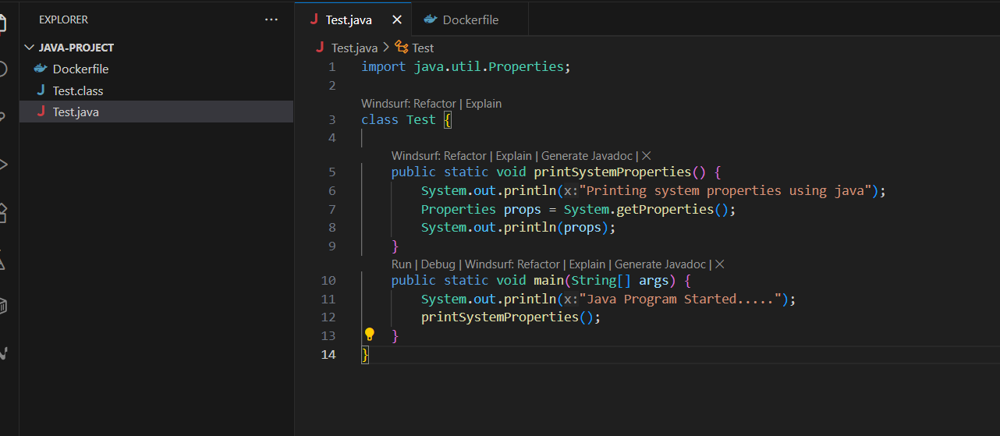 EXPLORER ...
JAVA-PROJECT
Dockerfile
Test.class
Test.java
Test.java Dockerfile
Test.java > Test
1 import java.util.Properties;
2
Windsurf: Refactor | Explain
3 class Test {
4
Windsurf: Refactor | Explain | Generate Javadoc | ×
5 public static void printSystemProperties() {
6 System.out.println(x:"Printing system properties using java");
7 Properties props = System.getProperties();
8 System.out.println(props);
9 }
Run | Debug | Windsurf: Refactor | Explain | Generate Javadoc | ×
10 public static void main(String[] args) {
11 System.out.println(x:"Java Program Started.....");
12 printSystemProperties();
13 }
14 }